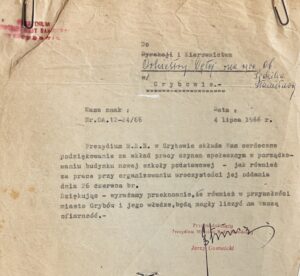 Do
Dyrekcji i Kierownictwa
Orkiestry Dętej
w
Grybowie.-
Wasz znak : Data :
Nr.OA.12-24/66 4 lipca 1966 r.
Prezydium M.R.N. w Grybowie składa Wam serdeczne
podziękowanie za wkład pracy czynem społecznym w porządko-
waniu budynku nowej szkoły podstawowej - jak również
za pracę przy organizowaniu uroczystości jej oddania
dnia 26 czerwca br.
Dziękując - wyrażamy przekonanie, że również w przyszłości
miasto Grybów i jego władze, będą mogły liczyć na waszą
ofiarność.-